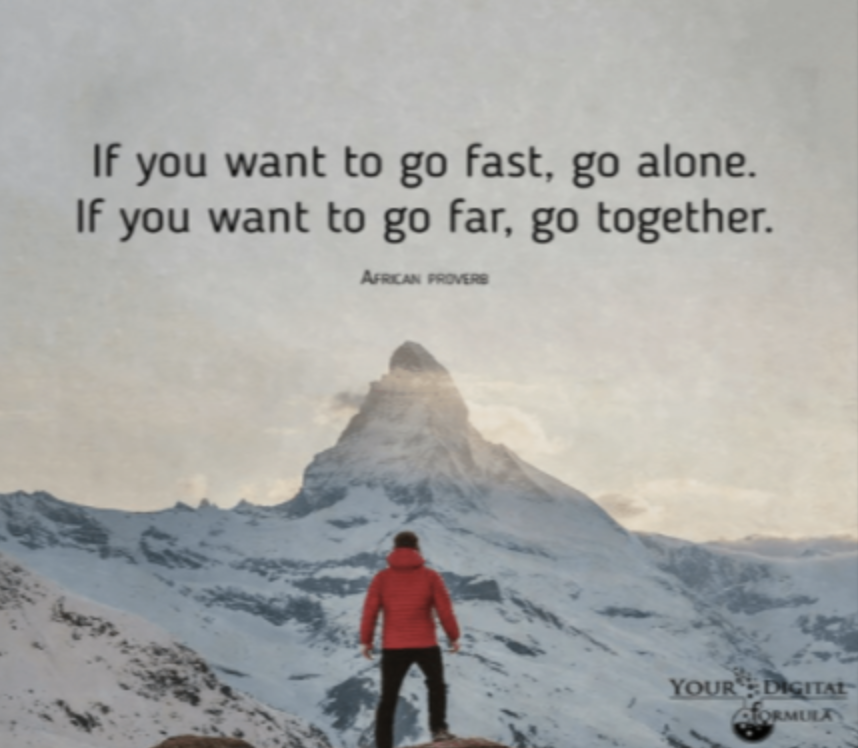 If you want to go fast, go alone.
If you want to go far, go together.
AFRICAN PROVERB
YOUR DIGITAL
FORMULA